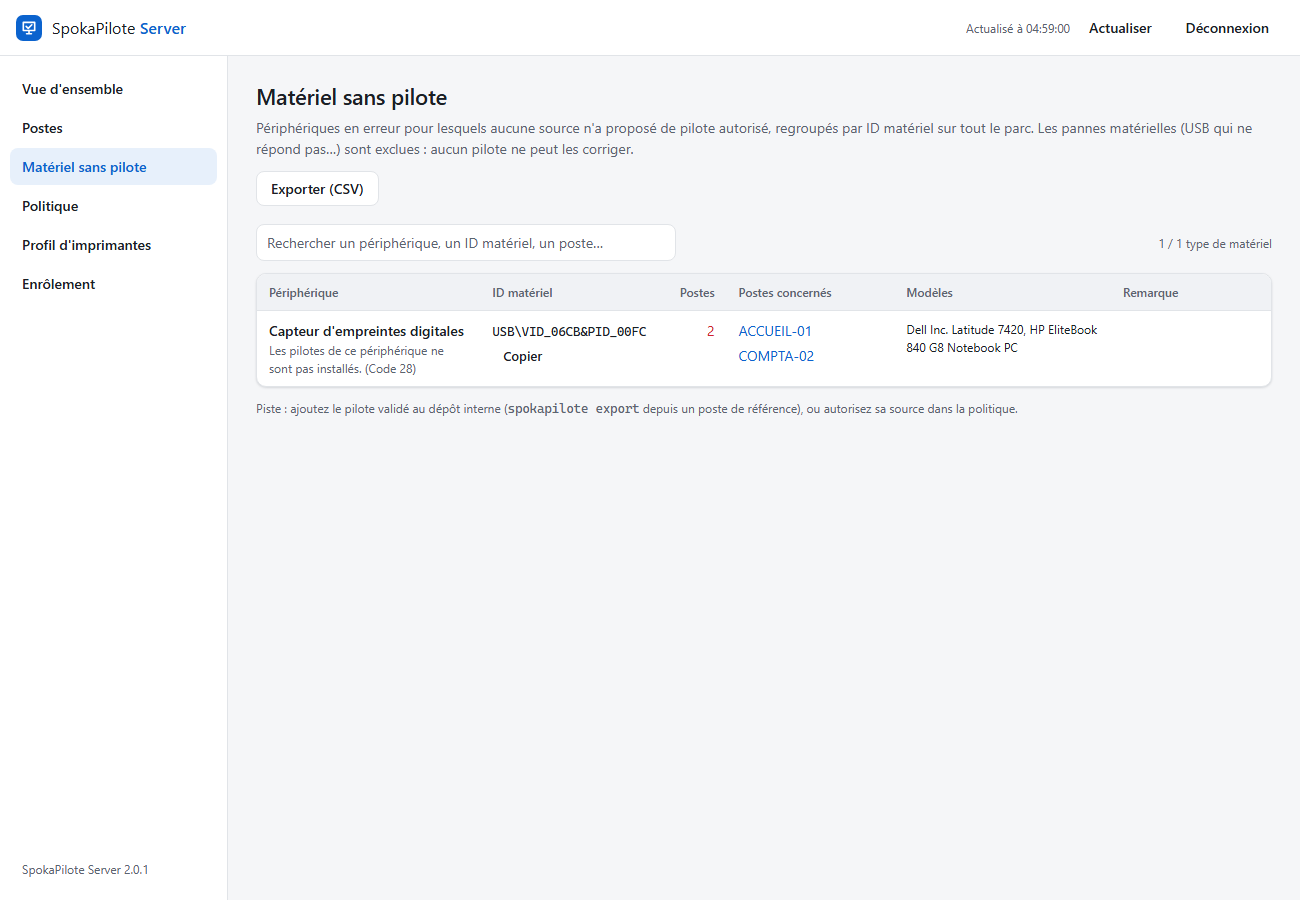 SpokaPilote Server
Actualisé à 04:59:00
Actualiser
Déconnexion
Vue d'ensemble
Postes
Matériel sans pilote
Politique
Profil d'imprimantes
Enrôlement
SpokaPilote Server 2.0.1
Matériel sans pilote
Périphériques en erreur pour lesquels aucune source n'a proposé de pilote autorisé, regroupés par ID matériel sur tout le parc. Les pannes matérielles (USB qui ne
répond pas...) sont exclues : aucun pilote ne peut les corriger.
Exporter (CSV)
Rechercher un périphérique, un ID matériel, un poste...
1 / 1 type de matériel
Périphérique
ID matériel
Postes
Postes concernés
Modèles
Remarque
Capteur d'empreintes digitales
Les pilotes de ce périphérique ne
sont pas installés. (Code 28)
USB\VID_06CB&PID_00FC
Copier
2
ACCUEIL-01
COMPTA-02
Dell Inc. Latitude 7420, HP EliteBook
840 G8 Notebook PC
Piste : ajoutez le pilote validé au dépôt interne (spokapilote export depuis un poste de référence), ou autorisez sa source dans la politique.